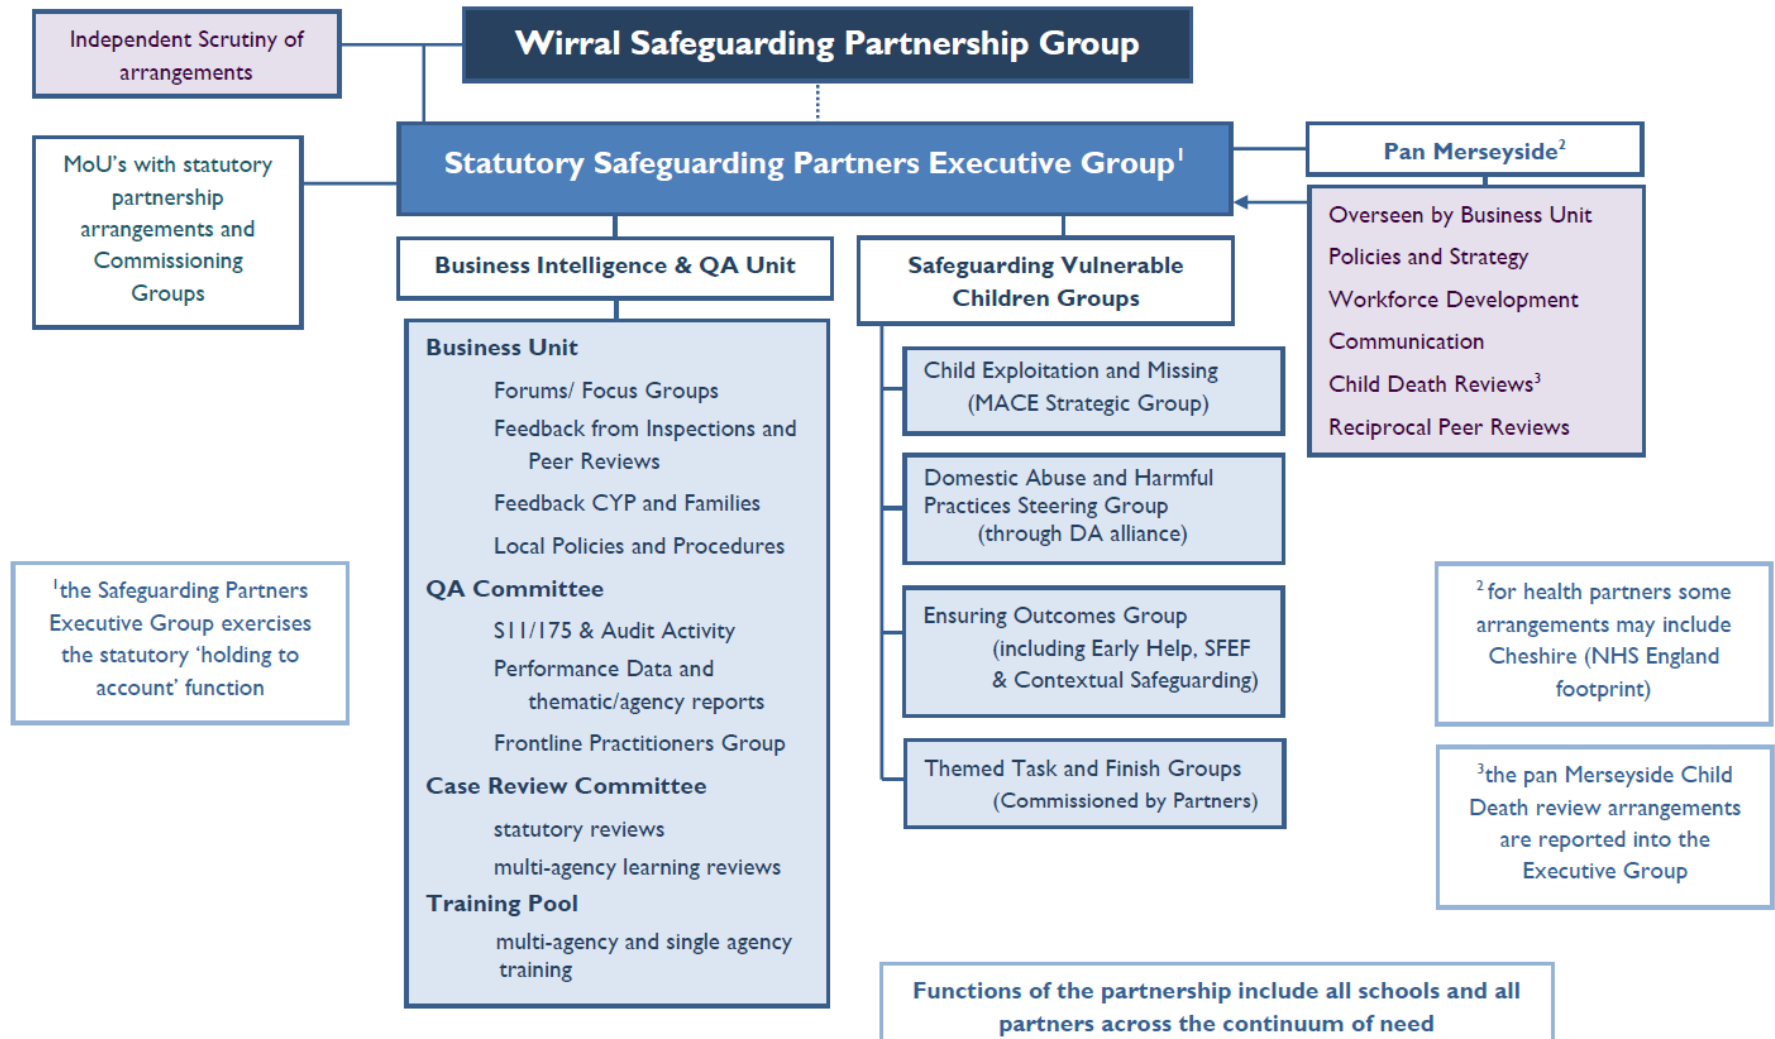 Independent Scrutiny of
arrangements
Wirral Safeguarding Partnership Group
MoU's with statutory
partnership
arrangements and
Commissioning
Groups
Statutory Safeguarding Partners Executive Group¹
Pan Merseyside²
Overseen by Business Unit
Policies and Strategy
Workforce Development
Communication
Child Death Reviews³
Reciprocal Peer Reviews
Business Intelligence & QA Unit
Business Unit
Forums/ Focus Groups
Feedback from Inspections and
Peer Reviews
Feedback CYP and Families
Local Policies and Procedures
QA Committee
S11/175 & Audit Activity
Performance Data and
thematic/agency reports
Frontline Practitioners Group
Case Review Committee
statutory reviews
multi-agency learning reviews
Training Pool
multi-agency and single agency
training
Safeguarding Vulnerable
Children Groups
Child Exploitation and Missing
(MACE Strategic Group)
Domestic Abuse and Harmful
Practices Steering Group
(through DA alliance)
Ensuring Outcomes Group
(including Early Help, SFEF
& Contextual Safeguarding)
Themed Task and Finish Groups
(Commissioned by Partners)
¹the Safeguarding Partners
Executive Group exercises
the statutory ‘holding to
account’ function
² for health partners some
arrangements may include
Cheshire (NHS England
footprint)
³the pan Merseyside Child
Death review arrangements
are reported into the
Executive Group
Functions of the partnership include all schools and all
partners across the continuum of need